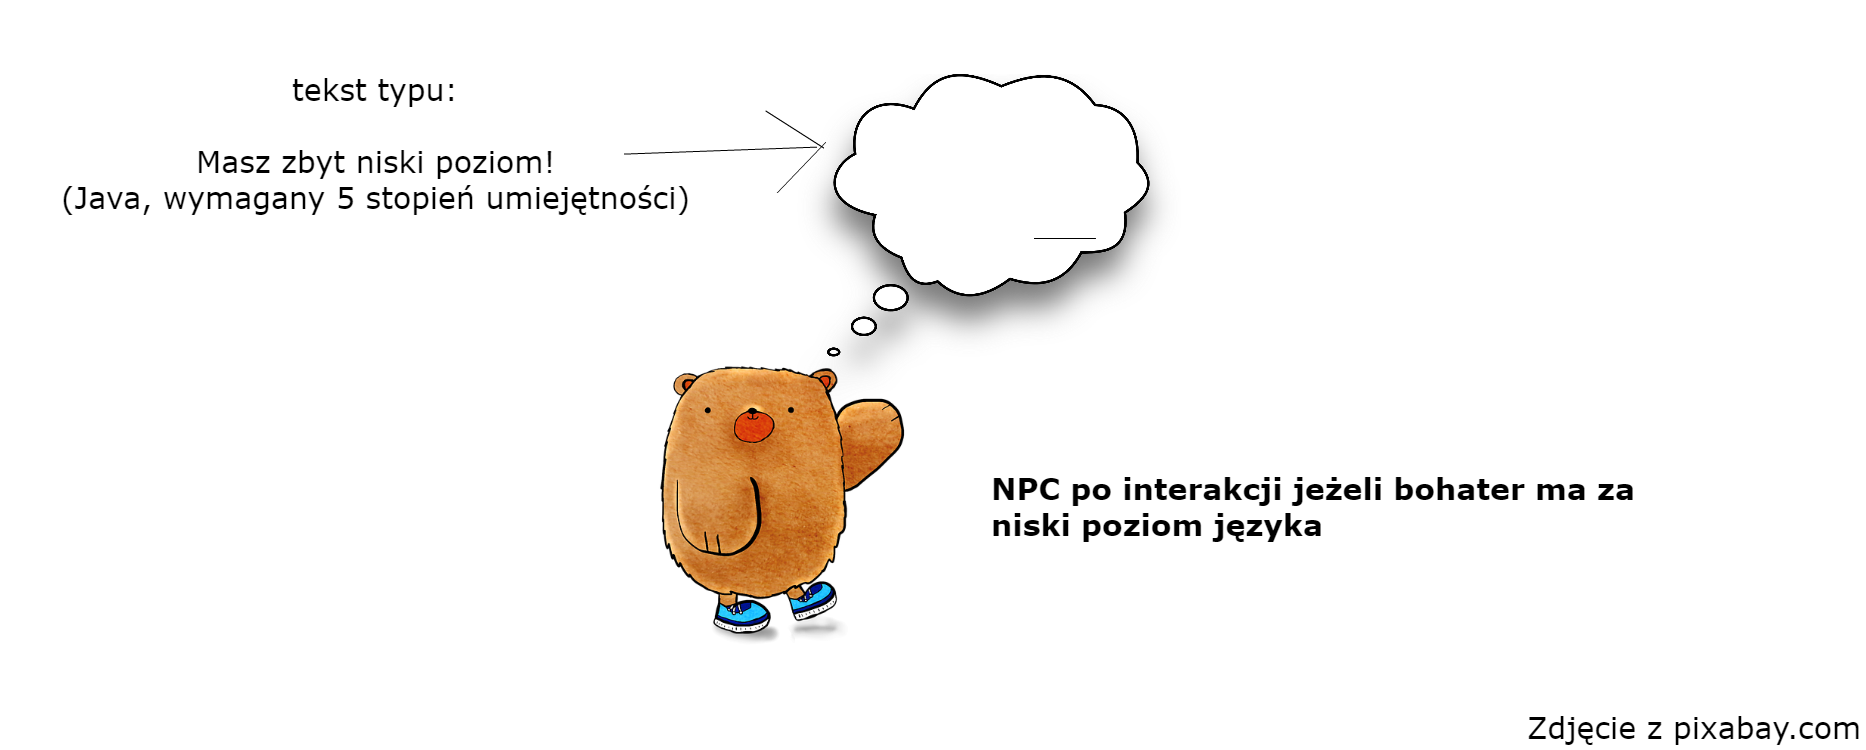 tekst typu:
Masz zbyt niski poziom!
(Java, wymagany 5 stopień umiejętności)
NPC po interakcji jeżeli bohater ma za
niski poziom języka
Zdjęcie z pixabay.com